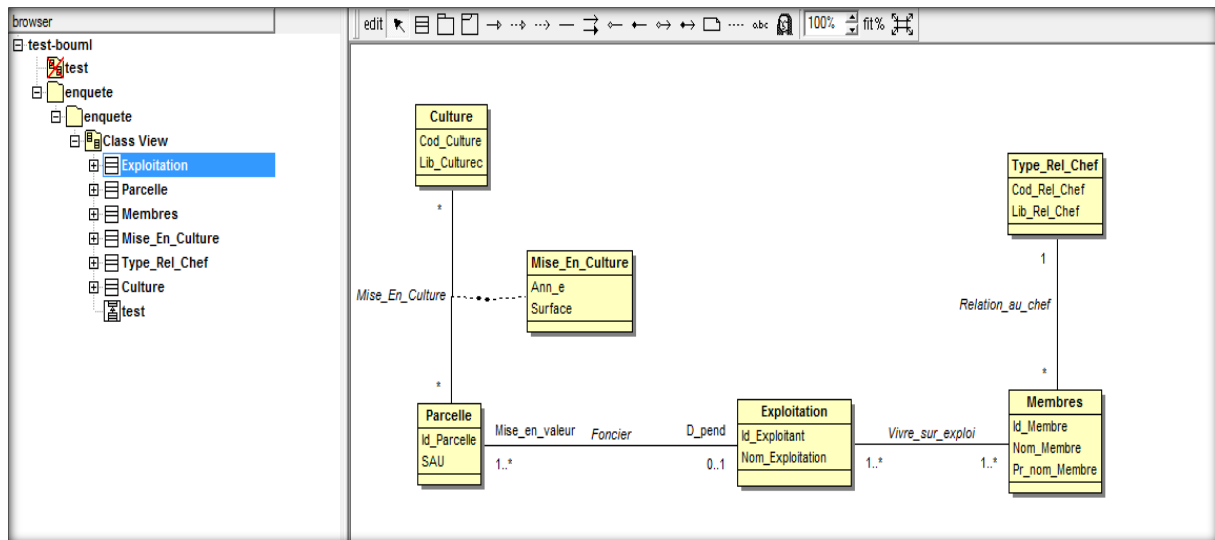 browser
test-bouml
test
enquete
enquete
Class View
Exploitation
Parcelle
Membres
Mise_En_Culture
Type_Rel_Chef
Culture
test
edit
abc
100%
fit%
Culture
Cod_Culture
Lib_Culturec
*
Type_Rel_Chef
Cod_Rel_Chef
Lib_Rel_Chef
1
Mise_En_Culture
Ann_e
Surface
Mise_En_Culture
Relation_au_chef
*
*
Parcelle
Id_Parcelle
SAU
Mise_en_valeur
Foncier
D_pend
1..*
0..1
Exploitation
Id_Exploitant
Nom_Exploitation
Vivre_sur_exploi
1..*
1..*
Membres
Id_Membre
Nom_Membre
Pr_nom_Membre